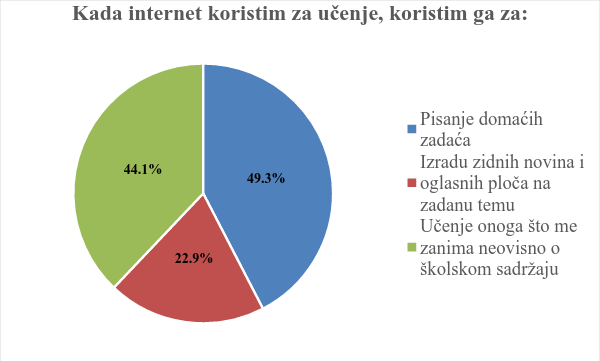 Kada internet koristim za učenje, koristim ga za:
44.1%
49.3%
22.9%
Pisanje domaćih
zadaća
Izradu zidnih novina i
oglasnih ploča na
zadanu temu
Učenje onoga što me
zanima neovisno o
školskom sadržaju